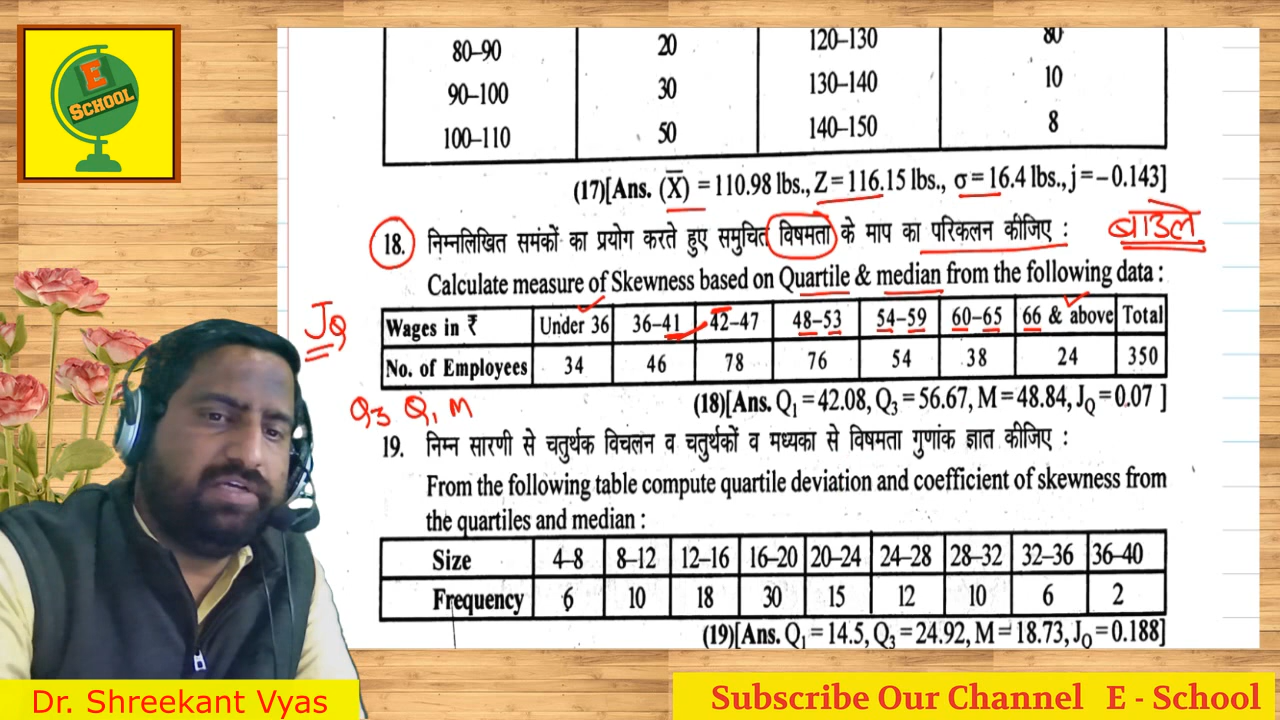 E
SCHOOL
80–90 20 120–130 80
90–100 30 130–140 10
100–110 50 140–150 8
(17)[Ans. (X̅) = 110.98 lbs., Z = 116.15 lbs., σ = 16.4 lbs., j = – 0.143]
18. निम्नलिखित समंकों का प्रयोग करते हुए समुचित विषमता के माप का परिकलन कीजिए : बाउले
Calculate measure of Skewness based on Quartile & median from the following data :
J_Q
Wages in ₹ Under 36 36–41 42–47 48–53 54–59 60–65 66 & above Total
No. of Employees 34 46 78 76 54 38 24 350
Q3 Q1 M
(18)[Ans. Q₁ = 42.08, Q₃ = 56.67, M = 48.84, J_Q = 0.07 ]
19. निम्न सारणी से चतुर्थक विचलन व चतुर्थकों व मध्यका से विषमता गुणांक ज्ञात कीजिए :
From the following table compute quartile deviation and coefficient of skewness from
the quartiles and median :
Size 4–8 8–12 12–16 16–20 20–24 24–28 28–32 32–36 36–40
Frequency 6 10 18 30 15 12 10 6 2
(19)[Ans. Q₁ = 14.5, Q₃ = 24.92, M = 18.73, J_Q = 0.188]
Dr. Shreekant Vyas
Subscribe Our Channel E - School